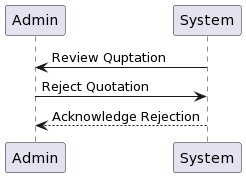 Admin System
Review Quptation
Reject Quotation
Acknowledge Rejection
Admin System